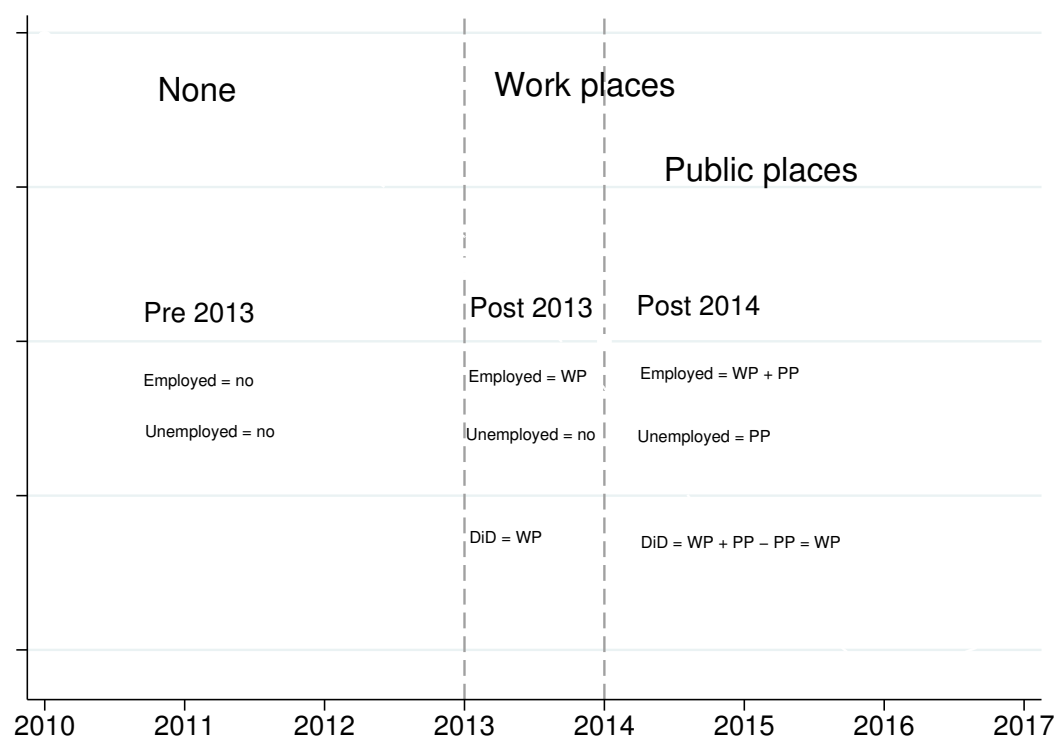 None
Work places
Public places
Pre 2013
Post 2013
Post 2014
Employed = no
Employed = WP
Employed = WP + PP
Unemployed = no
Unemployed = no
Unemployed = PP
DiD = WP
DiD = WP + PP − PP = WP
2010 2011 2012 2013 2014 2015 2016 2017